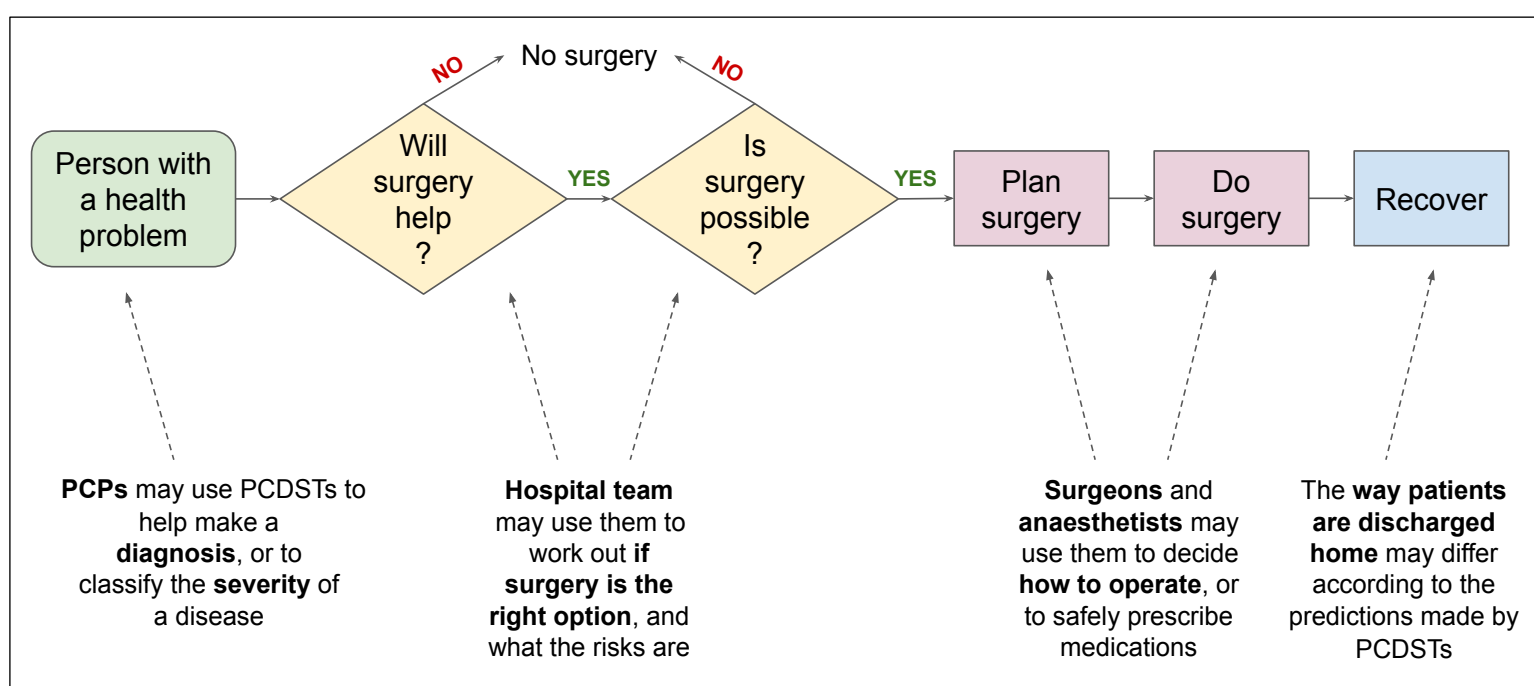 No surgery
NO
NO
Person with
a health
problem
Will
surgery
help
?
YES
Is
surgery
possible
?
YES
Plan
surgery
Do
surgery
Recover
PCPs may use PCDSTs to
help make a
diagnosis, or to
classify the severity of
a disease
Hospital team
may use them to
work out if
surgery is the
right option, and
what the risks are
Surgeons and
anaesthetists may
use them to decide
how to operate, or
to safely prescribe
medications
The way patients
are discharged
home may differ
according to the
predictions made by
PCDSTs